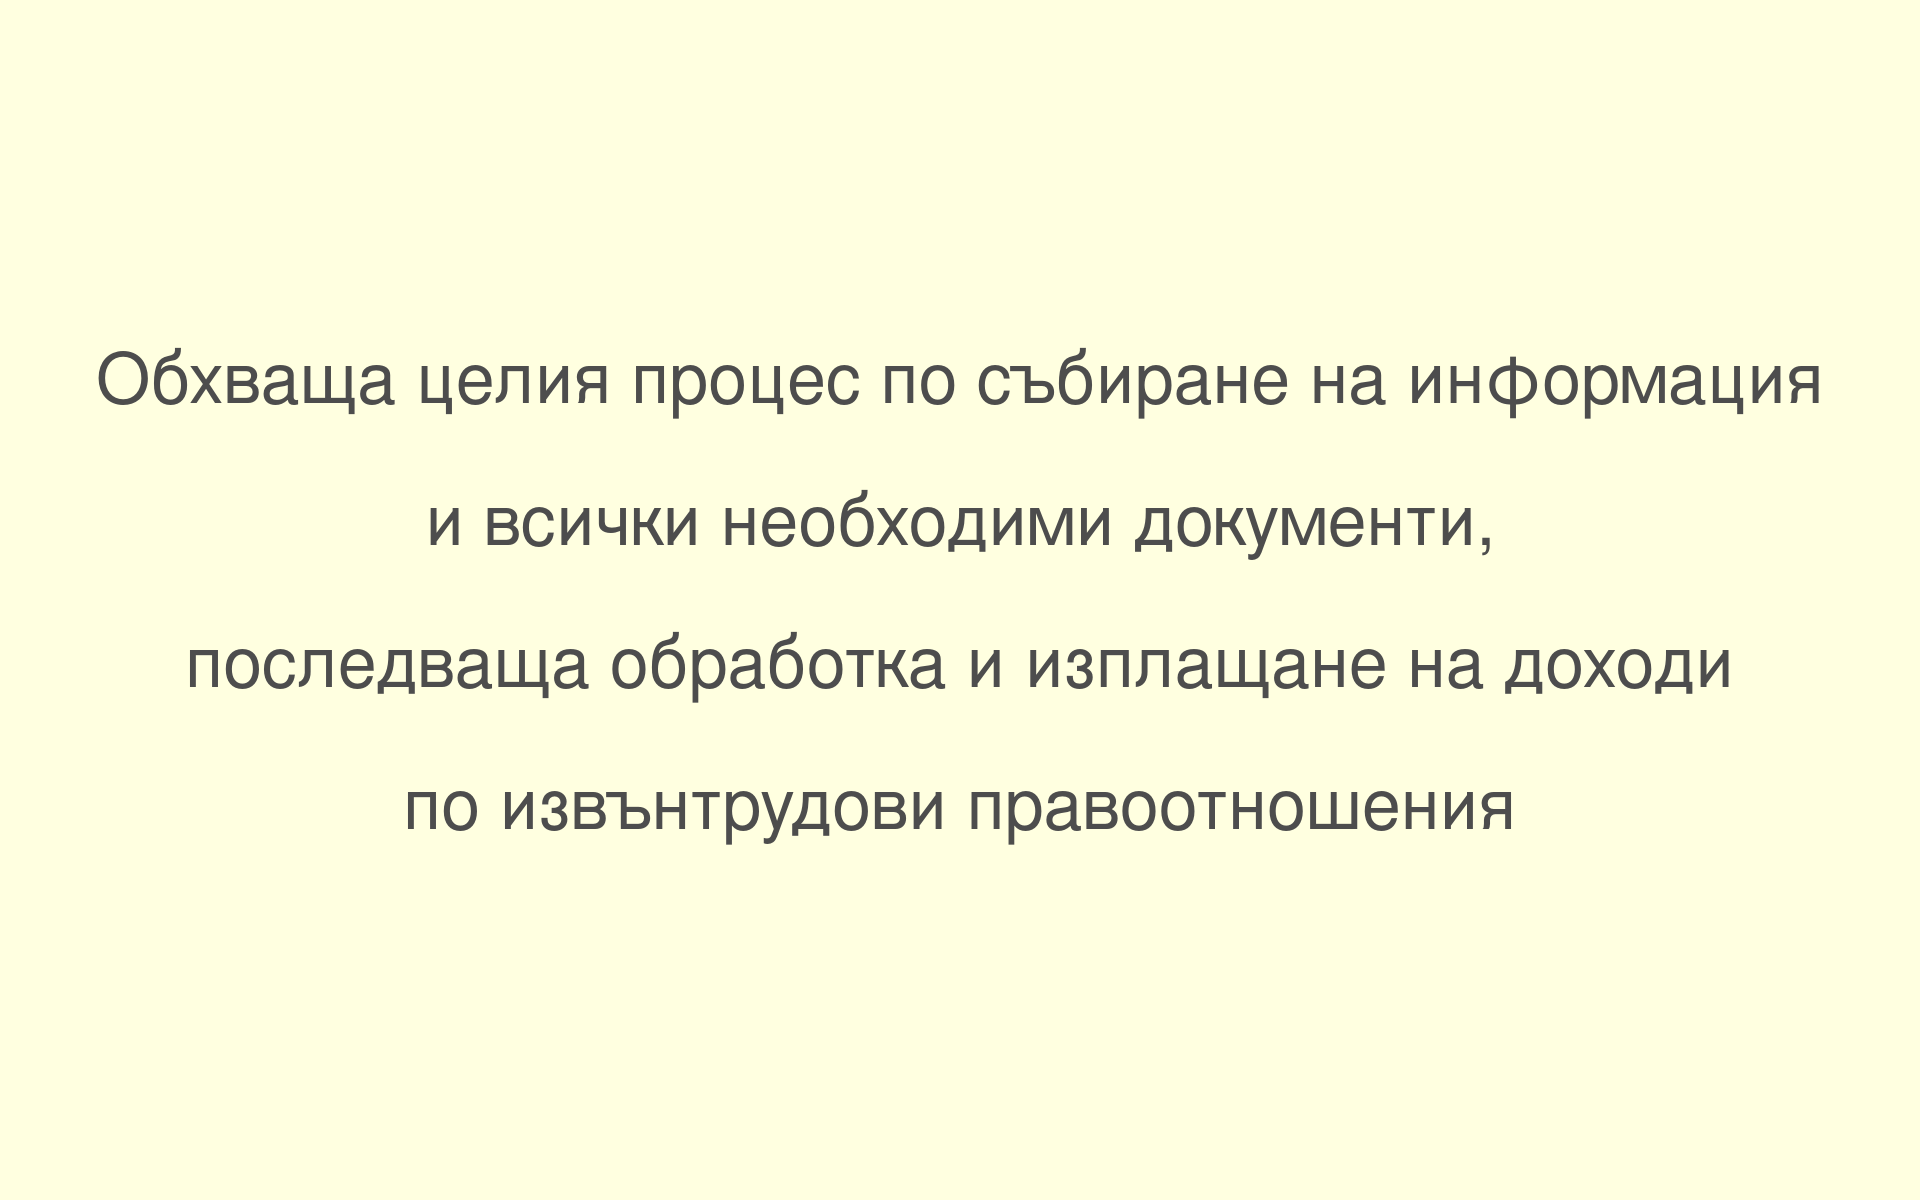 Обхваща целия процес по събиране на информация
и всички необходими документи,
последваща обработка и изплащане на доходи
по извънтрудови правоотношения